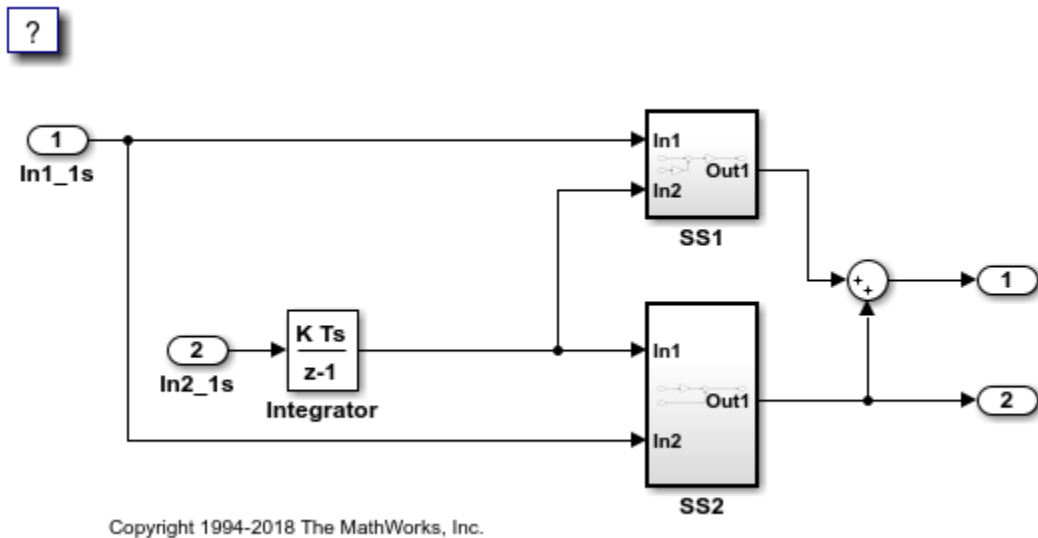 ?
1
In1_1s
In1
Out1
In2
SS1
1
2
In2_1s
K Ts
z-1
Integrator
In1
Out1
In2
SS2
+
+
2
Copyright 1994-2018 The MathWorks, Inc.